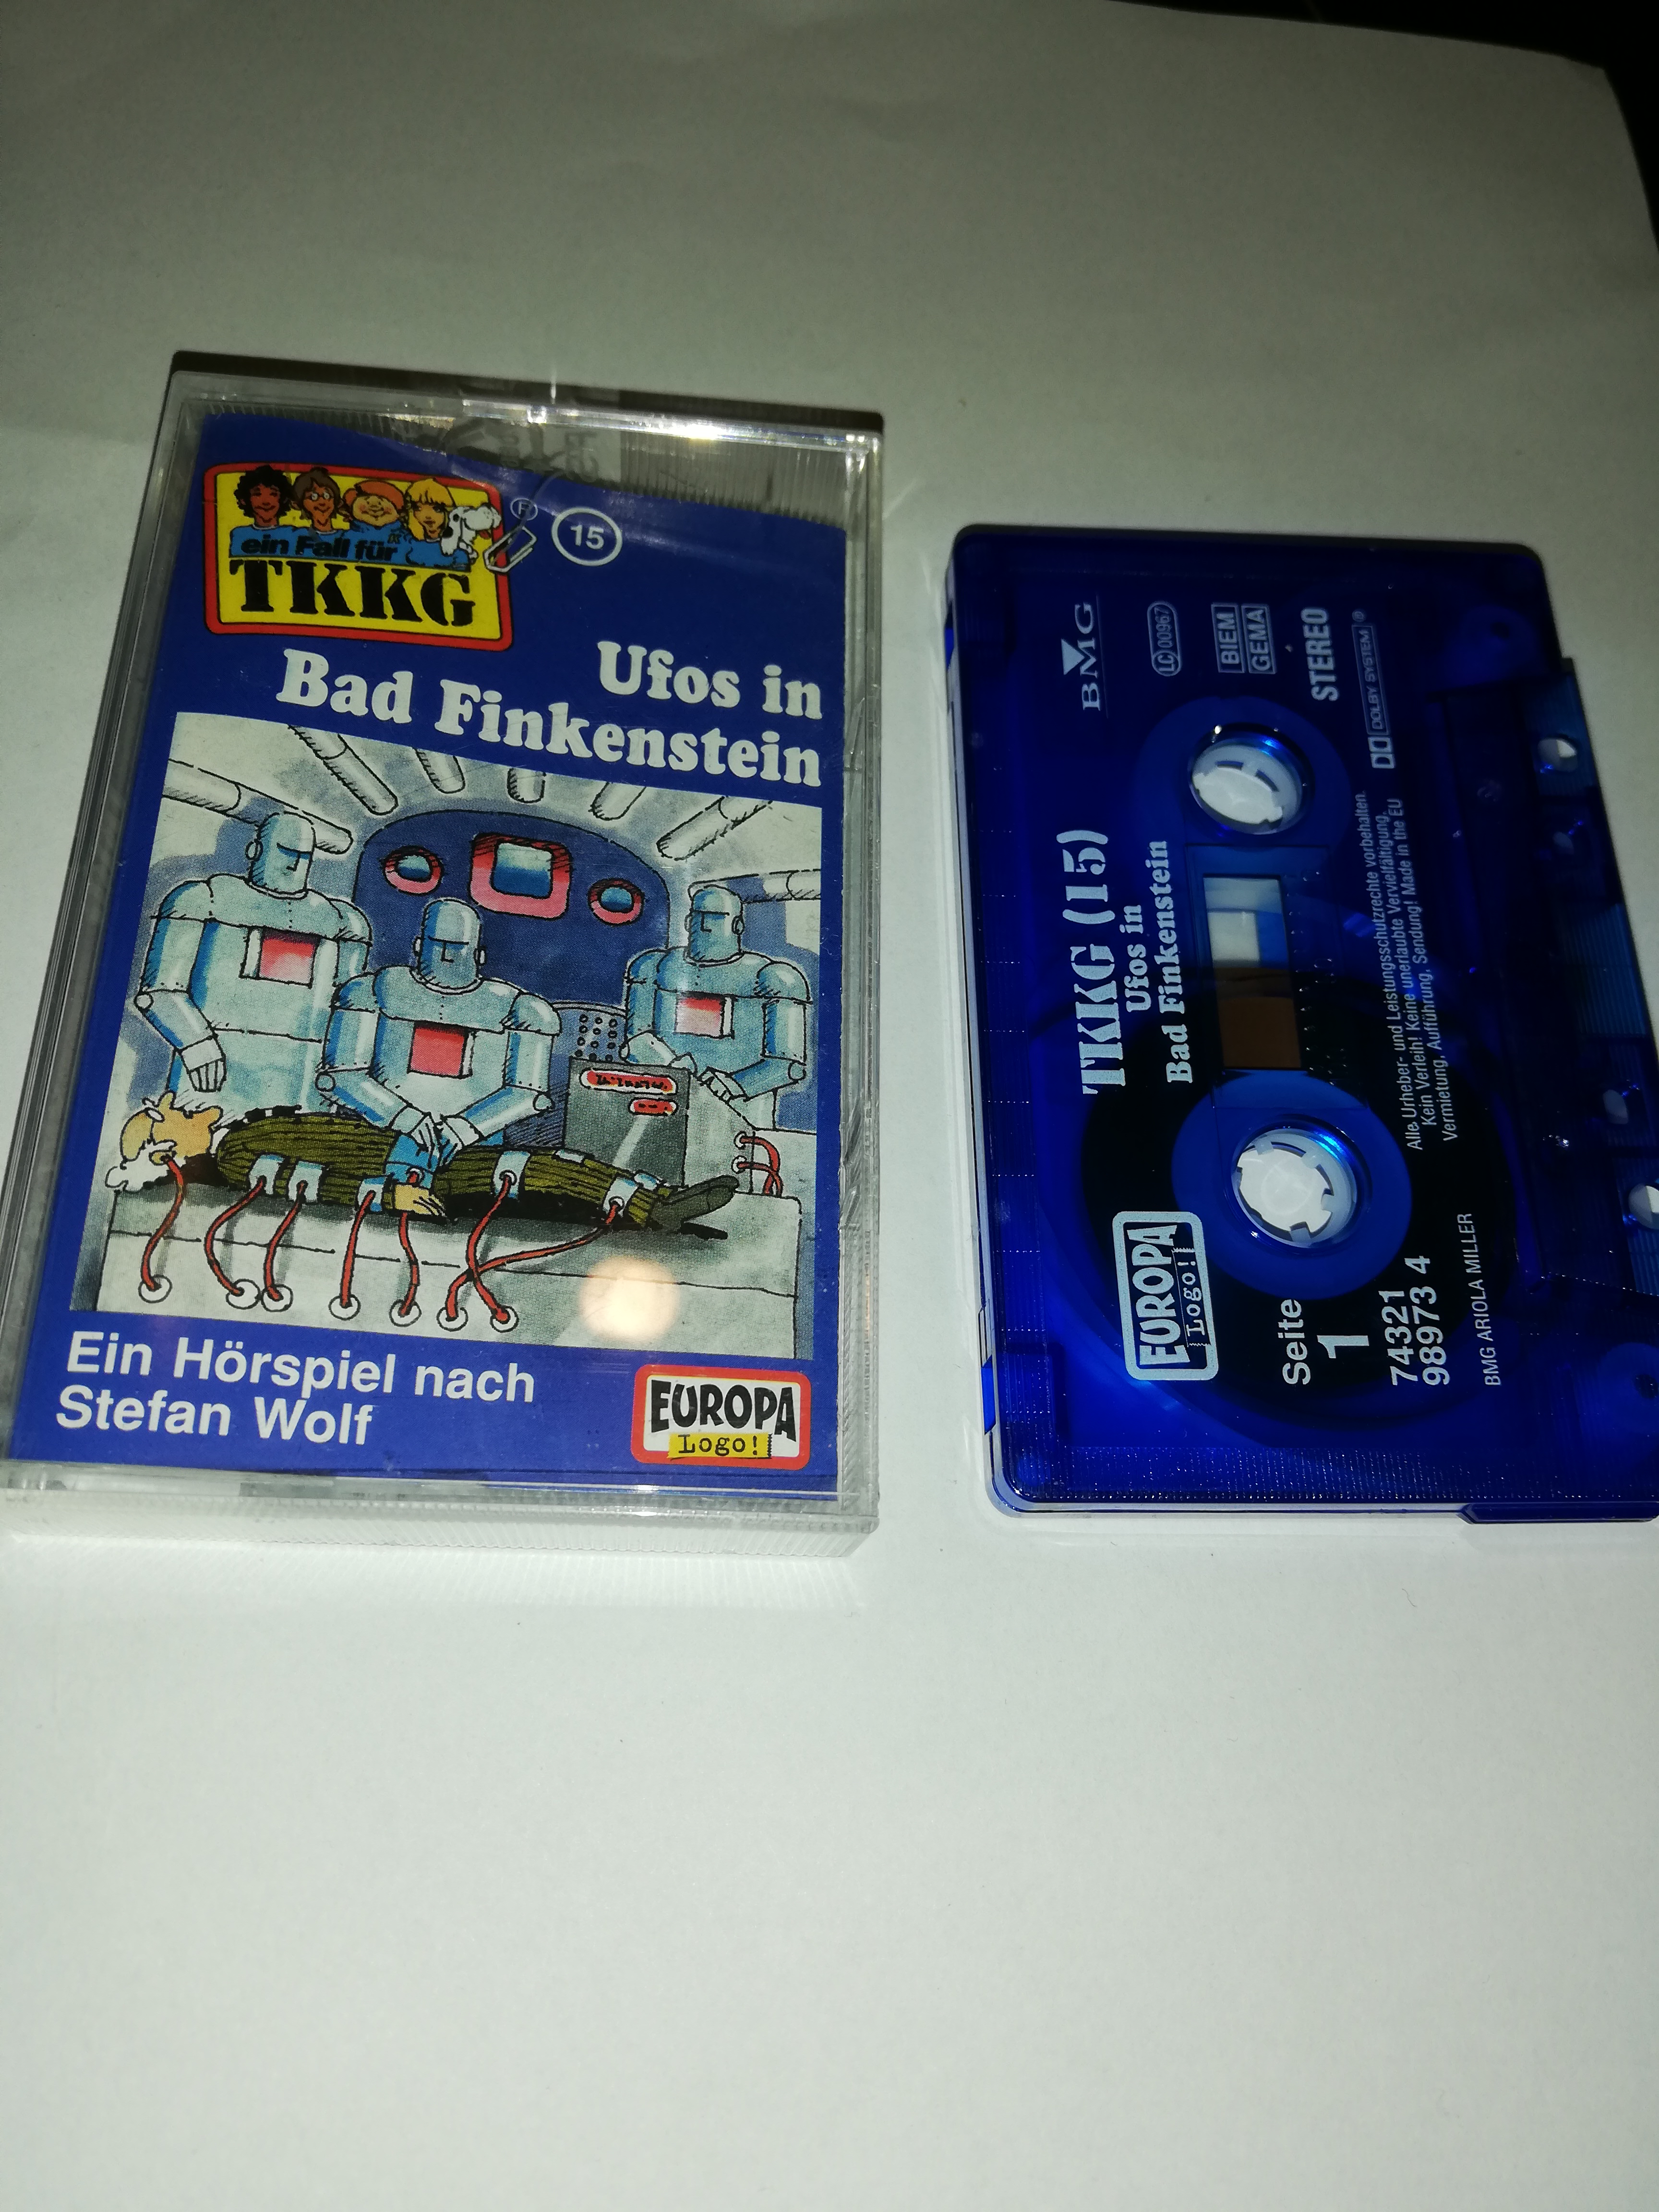 ein Fall für
TKKG
R
15
Ufos in
Bad Finkenstein
Ein Hörspiel nach
Stefan Wolf
EUROPA
Logo!
BMG
LC 00967
BIEM
GEMA
STEREO
DOLBY SYSTEM ®
TKKG (15)
Ufos in
Bad Finkenstein
Alle Urheber- und Leistungsschutzrechte vorbehalten.
Kein Verleih! Keine unerlaubte Vervielfältigung,
Vermietung, Aufführung, Sendung! Made in the EU
EUROPA
Logo!
Seite
1
74321
98973 4
BMG ARIOLA MILLER